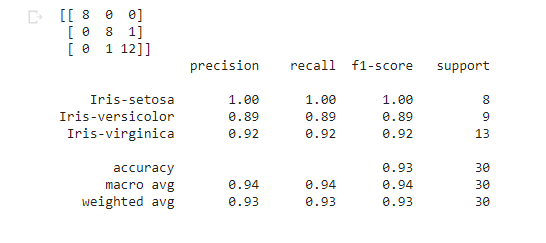 [[ 8 0 0]
[ 0 8 1]
[ 0 1 12]]
precision recall f1-score support
Iris-setosa 1.00 1.00 1.00 8
Iris-versicolor 0.89 0.89 0.89 9
Iris-virginica 0.92 0.92 0.92 13
accuracy 0.93 30
macro avg 0.94 0.94 0.94 30
weighted avg 0.93 0.93 0.93 30